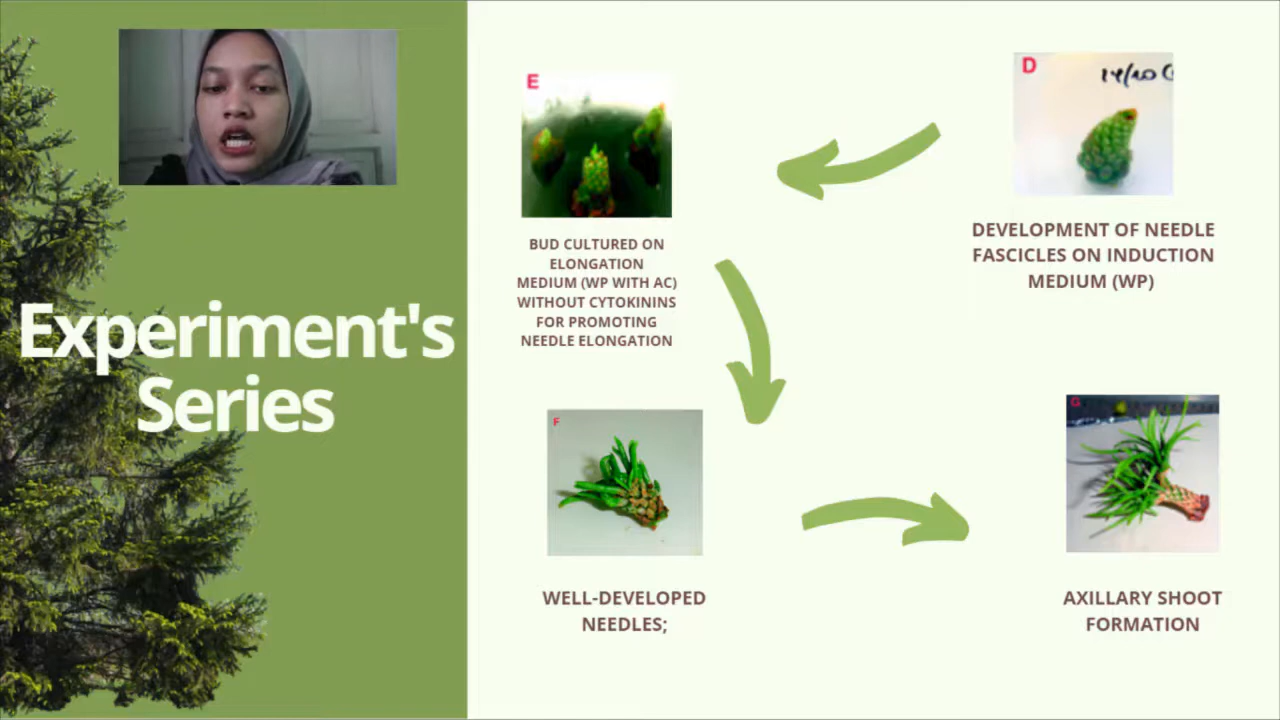 Experiment's
Series
E
BUD CULTURED ON
ELONGATION
MEDIUM (WP WITH AC)
WITHOUT CYTOKININS
FOR PROMOTING
NEEDLE ELONGATION
D
DEVELOPMENT OF NEEDLE
FASCICLES ON INDUCTION
MEDIUM (WP)
F
WELL-DEVELOPED
NEEDLES;
G
AXILLARY SHOOT
FORMATION